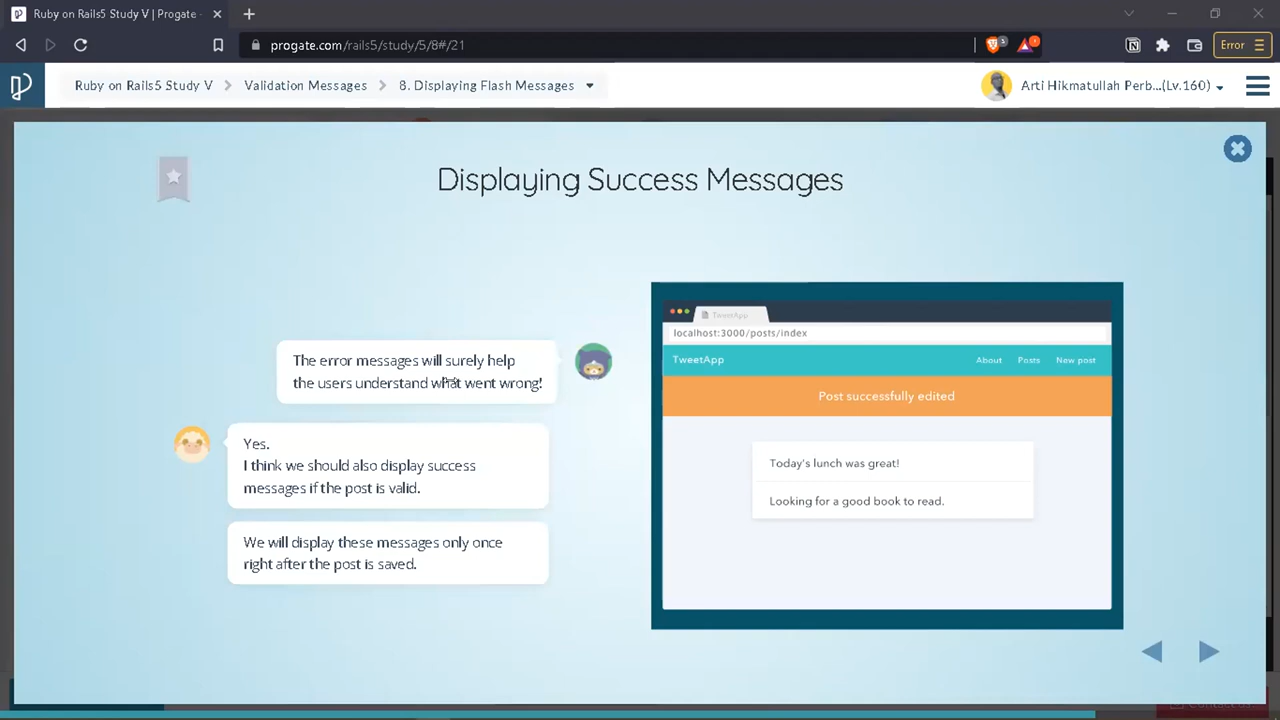 Ruby on Rails5 Study V | Progate
progate.com/rails5/study/5/8#/21
Error
Ruby on Rails5 Study V
Validation Messages
8. Displaying Flash Messages
Arti Hikmatullah Perb...(Lv.160)
Displaying Success Messages
The error messages will surely help
the users understand what went wrong!
Yes.
I think we should also display success
messages if the post is valid.
We will display these messages only once
right after the post is saved.
TweetApp
localhost:3000/posts/index
TweetApp
About
Posts
New post
Post successfully edited
Today's lunch was great!
Looking for a good book to read.